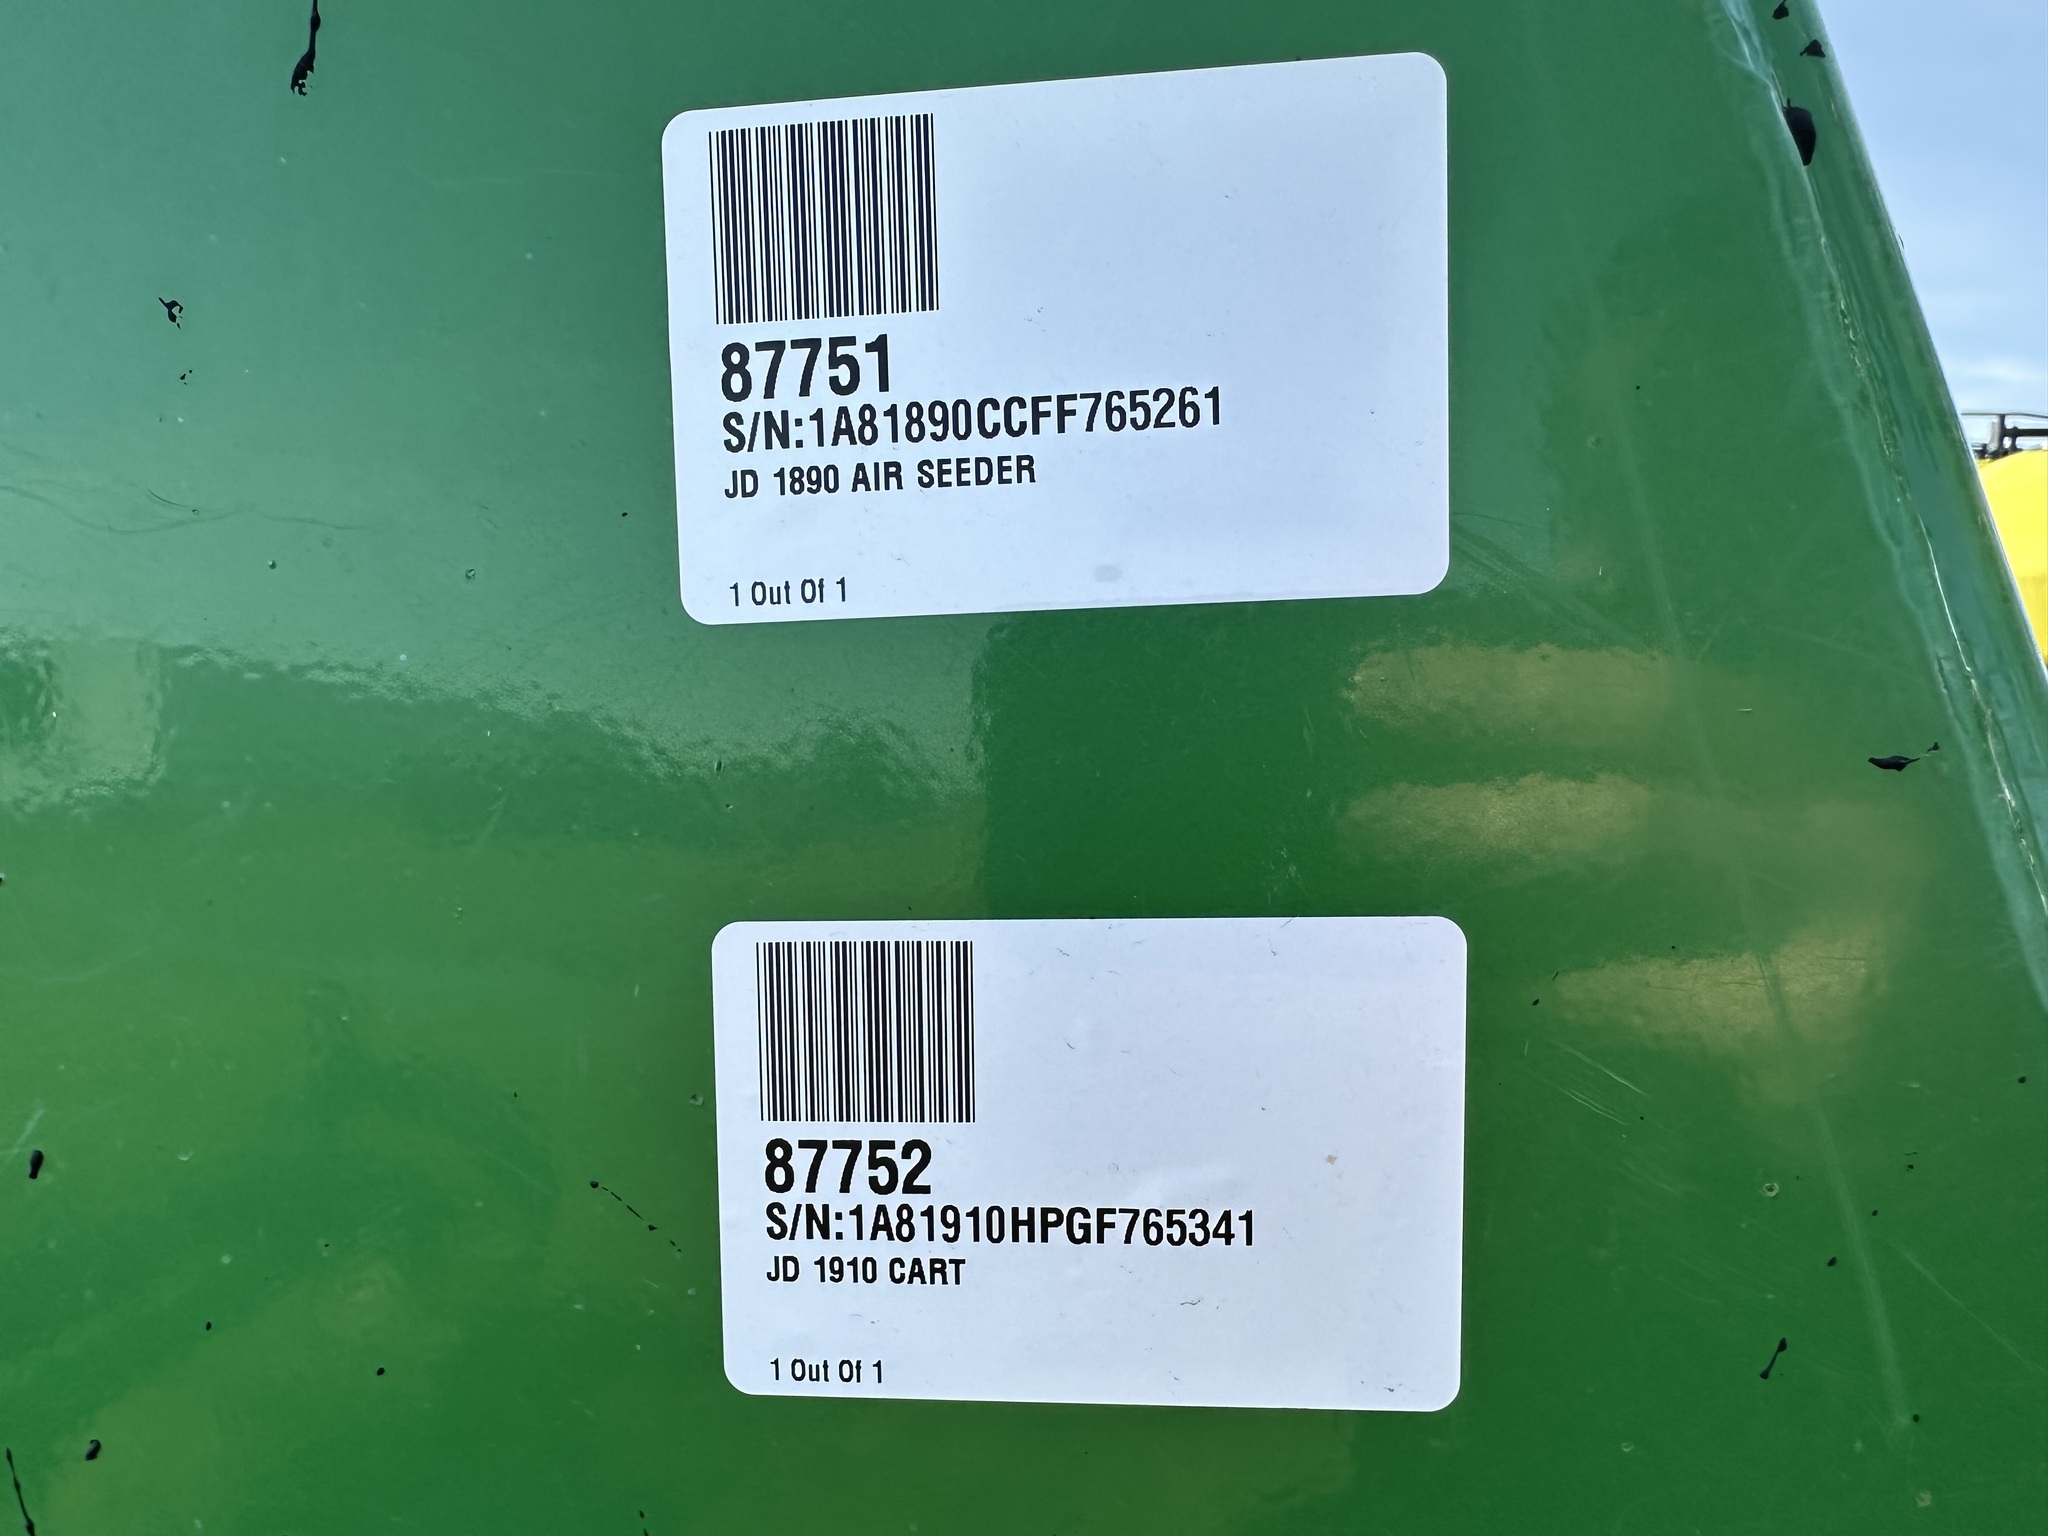 87751
S/N:1A81890CCFF765261
JD 1890 AIR SEEDER
1 Out Of 1
87752
S/N:1A81910HPGF765341
JD 1910 CART
1 Out Of 1